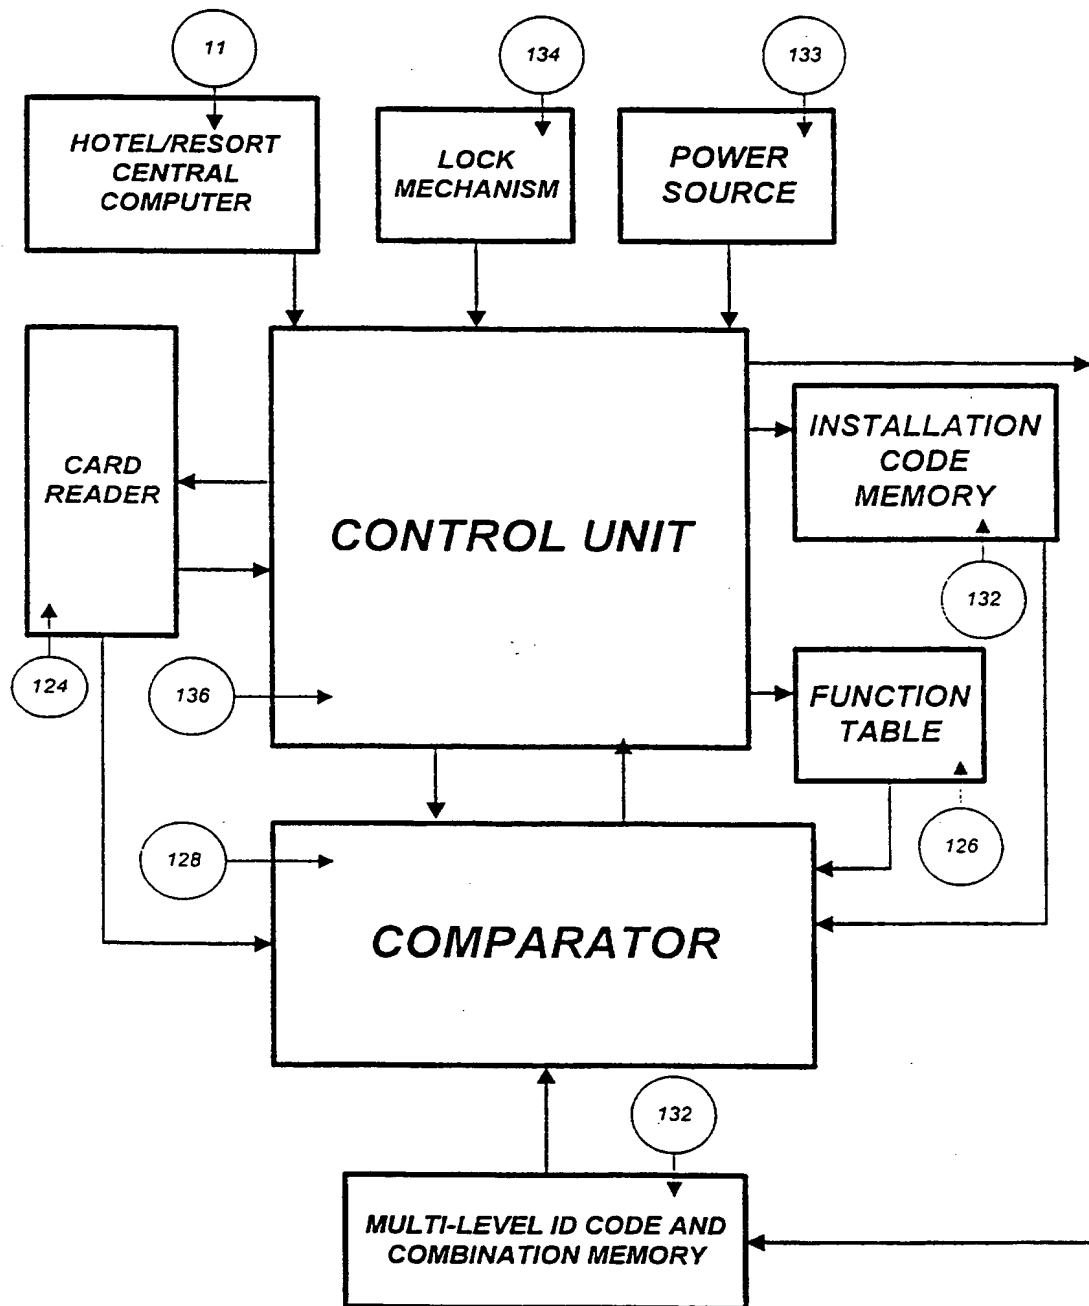 11
134
133
HOTEL/RESORT
CENTRAL
COMPUTER
LOCK
MECHANISM
POWER
SOURCE
CARD
READER
CONTROL UNIT
INSTALLATION
CODE
MEMORY
132
124
136
FUNCTION
TABLE
128
126
COMPARATOR
132
MULTI-LEVEL ID CODE AND
COMBINATION MEMORY